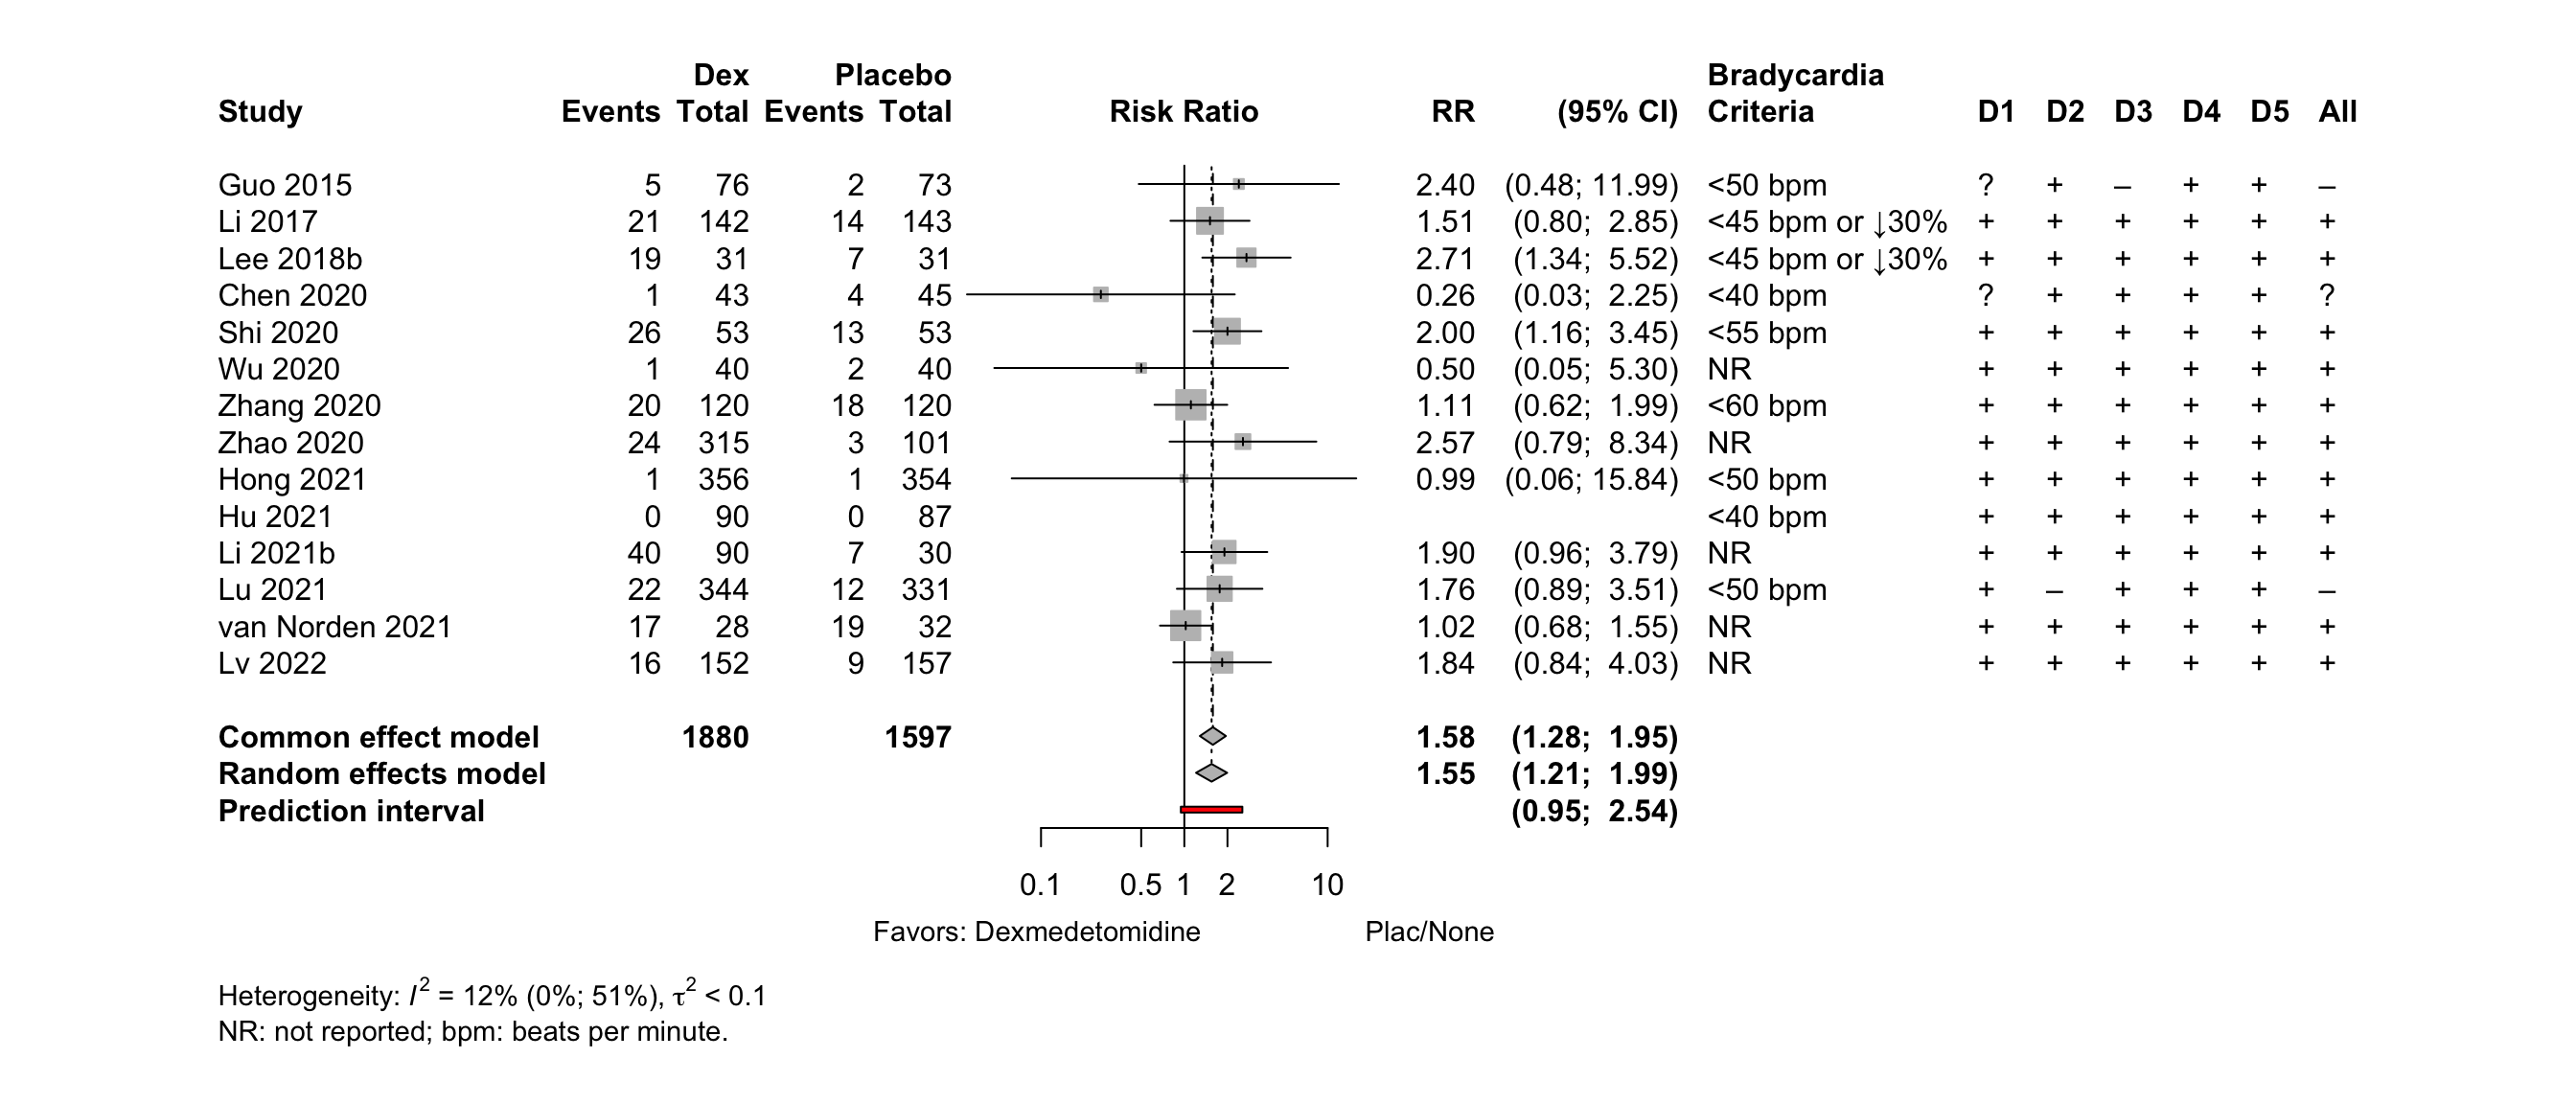 Dex Placebo Bradycardia
Study Events Total Events Total Risk Ratio RR (95% CI) Criteria D1 D2 D3 D4 D5 All
Guo 2015 5 76 2 73 2.40 (0.48; 11.99) <50 bpm ? + – + + –
Li 2017 21 142 14 143 1.51 (0.80; 2.85) <45 bpm or ↓30% + + + + + +
Lee 2018b 19 31 7 31 2.71 (1.34; 5.52) <45 bpm or ↓30% + + + + + +
Chen 2020 1 43 4 45 0.26 (0.03; 2.25) <40 bpm ? + + + + ?
Shi 2020 26 53 13 53 2.00 (1.16; 3.45) <55 bpm + + + + + +
Wu 2020 1 40 2 40 0.50 (0.05; 5.30) NR + + + + + +
Zhang 2020 20 120 18 120 1.11 (0.62; 1.99) <60 bpm + + + + + +
Zhao 2020 24 315 3 101 2.57 (0.79; 8.34) NR + + + + + +
Hong 2021 1 356 1 354 0.99 (0.06; 15.84) <50 bpm + + + + + +
Hu 2021 0 90 0 87 <40 bpm + + + + + +
Li 2021b 40 90 7 30 1.90 (0.96; 3.79) NR + + + + + +
Lu 2021 22 344 12 331 1.76 (0.89; 3.51) <50 bpm + – + + + –
van Norden 2021 17 28 19 32 1.02 (0.68; 1.55) NR + + + + + +
Lv 2022 16 152 9 157 1.84 (0.84; 4.03) NR + + + + + +
Common effect model 1880 1597 1.58 (1.28; 1.95)
Random effects model 1.55 (1.21; 1.99)
Prediction interval (0.95; 2.54)
0.1 0.5 1 2 10
Favors: Dexmedetomidine Plac/None
Heterogeneity: I² = 12% (0%; 51%), τ² < 0.1
NR: not reported; bpm: beats per minute.